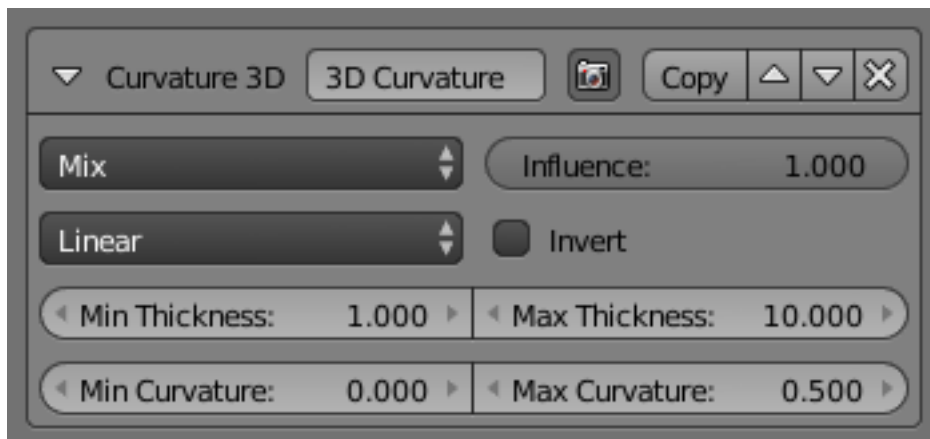 Curvature 3D 3D Curvature Copy
Mix Influence: 1.000
Linear Invert
Min Thickness: 1.000 Max Thickness: 10.000
Min Curvature: 0.000 Max Curvature: 0.500